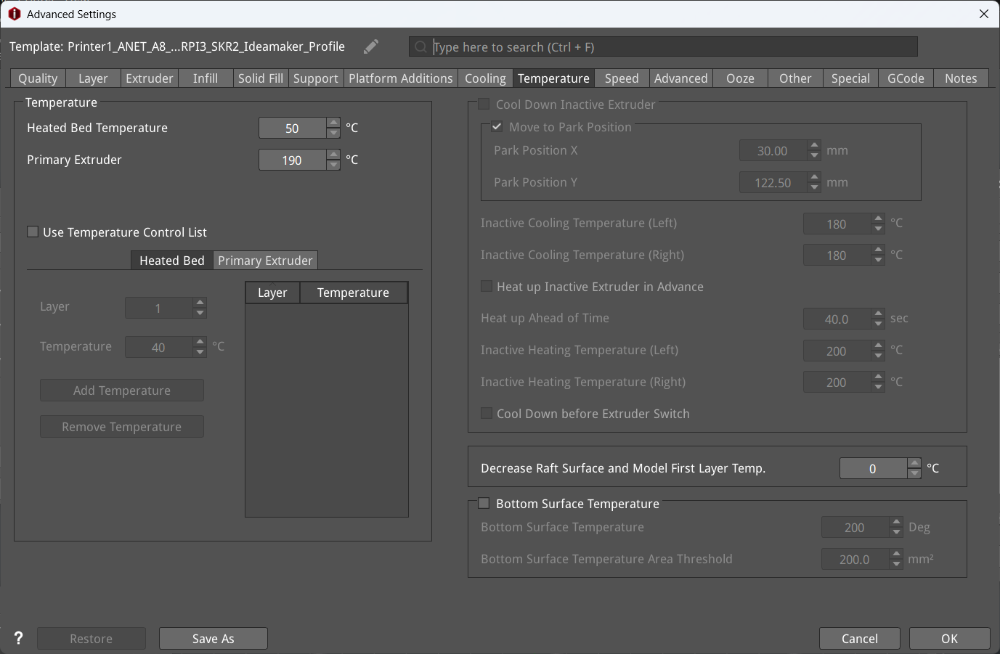 Advanced Settings
Template: Printer1_ANET_A8_...RPI3_SKR2_Ideamaker_Profile
Type here to search (Ctrl + F)
Quality Layer Extruder Infill Solid Fill Support Platform Additions Cooling Temperature Speed Advanced Ooze Other Special GCode Notes
Temperature
Heated Bed Temperature 50 °C
Primary Extruder 190 °C
Use Temperature Control List
Heated Bed Primary Extruder
Layer 1
Temperature 40 °C
Add Temperature
Remove Temperature
Layer Temperature
Cool Down Inactive Extruder
Move to Park Position
Park Position X 30.00 mm
Park Position Y 122.50 mm
Inactive Cooling Temperature (Left) 180 °C
Inactive Cooling Temperature (Right) 180 °C
Heat up Inactive Extruder in Advance
Heat up Ahead of Time 40.0 sec
Inactive Heating Temperature (Left) 200 °C
Inactive Heating Temperature (Right) 200 °C
Cool Down before Extruder Switch
Decrease Raft Surface and Model First Layer Temp. 0 °C
Bottom Surface Temperature
Bottom Surface Temperature 200 Deg
Bottom Surface Temperature Area Threshold 200.0 mm²
? Restore Save As Cancel OK